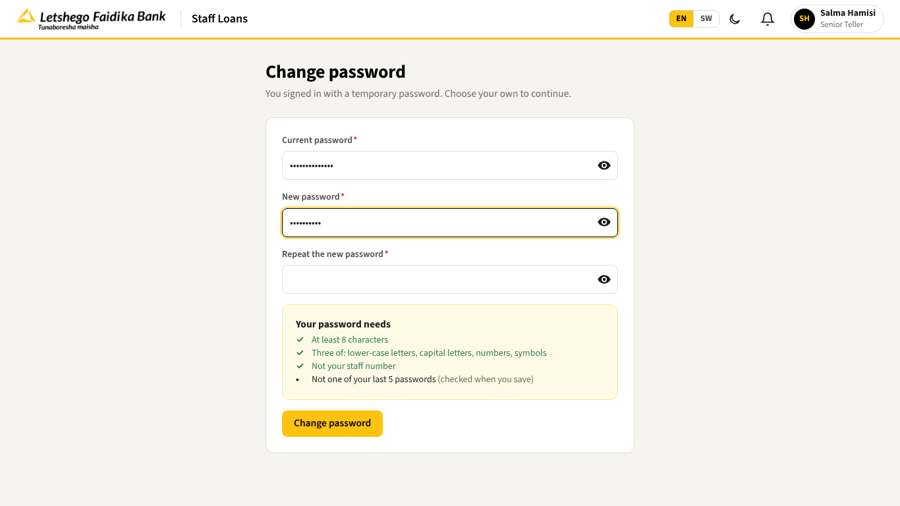 Letshego Faidika Bank
Tunaboresha maisha
Staff Loans
EN SW
SH
Salma Hamisi
Senior Teller
Change password
You signed in with a temporary password. Choose your own to continue.
Current password*
••••••••••••••
New password*
••••••••••
Repeat the new password*
Your password needs
At least 8 characters
Three of: lower-case letters, capital letters, numbers, symbols
Not your staff number
• Not one of your last 5 passwords (checked when you save)
Change password